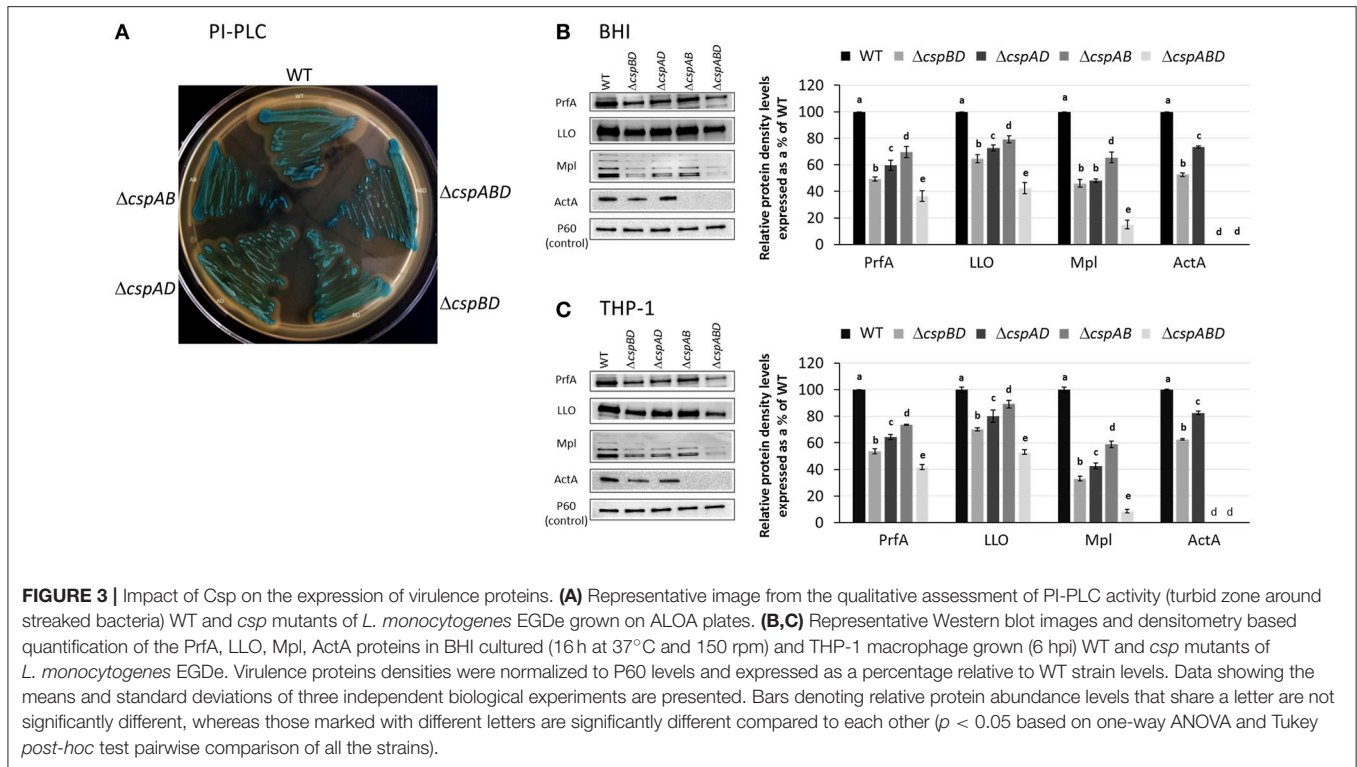 A PI-PLC
WT
WT
AB
ABD
AD
BD
ΔcspAB
ΔcspABD
ΔcspAD
ΔcspBD
B BHI
WT ΔcspBD ΔcspAD ΔcspAB ΔcspABD
PrfA
LLO
Mpl
ActA
P60
(control)
WT ΔcspBD ΔcspAD ΔcspAB ΔcspABD
Relative protein density levels
expressed as a % of WT
120
100
80
60
40
20
0
a b c d e
a b c d e
a b b d e
a b c d d
PrfA LLO Mpl ActA
C THP-1
WT ΔcspBD ΔcspAD ΔcspAB ΔcspABD
PrfA
LLO
Mpl
ActA
P60
(control)
WT ΔcspBD ΔcspAD ΔcspAB ΔcspABD
Relative protein density levels
expressed as a % of WT
120
100
80
60
40
20
0
a b c d e
a b c d e
a b c d e
a b c d d
PrfA LLO Mpl ActA
FIGURE 3 | Impact of Csp on the expression of virulence proteins. (A) Representative image from the qualitative assessment of PI-PLC activity (turbid zone around
streaked bacteria) WT and csp mutants of L. monocytogenes EGDe grown on ALOA plates. (B,C) Representative Western blot images and densitometry based
quantification of the PrfA, LLO, Mpl, ActA proteins in BHI cultured (16 h at 37°C and 150 rpm) and THP-1 macrophage grown (6 hpi) WT and csp mutants of
L. monocytogenes EGDe. Virulence proteins densities were normalized to P60 levels and expressed as a percentage relative to WT strain levels. Data showing the
means and standard deviations of three independent biological experiments are presented. Bars denoting relative protein abundance levels that share a letter are not
significantly different, whereas those marked with different letters are significantly different compared to each other (p < 0.05 based on one-way ANOVA and Tukey
post-hoc test pairwise comparison of all the strains).